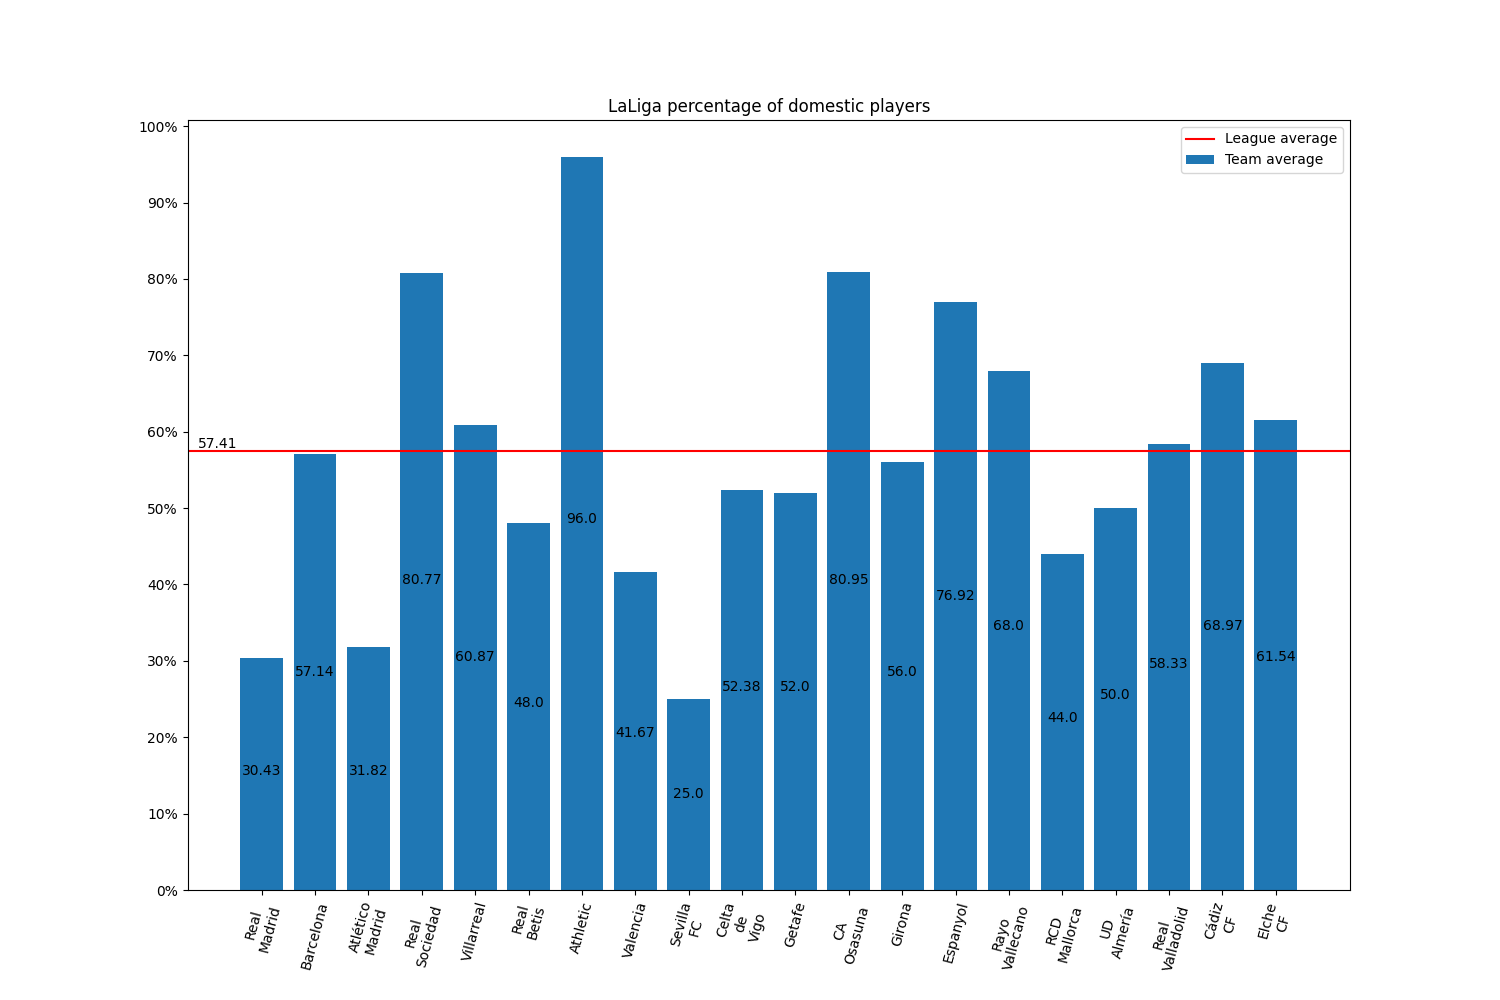 LaLiga percentage of domestic players
League average
Team average
100%
90%
80%
70%
60%
50%
40%
30%
20%
10%
0%
57.41
30.43
57.14
31.82
80.77
60.87
48.0
96.0
41.67
25.0
52.38
52.0
80.95
56.0
76.92
68.0
44.0
50.0
58.33
68.97
61.54
Real
Madrid
Barcelona
Atlético
Madrid
Real
Sociedad
Villarreal
Real
Betis
Athletic
Valencia
Sevilla
FC
Celta
de
Vigo
Getafe
CA
Osasuna
Girona
Espanyol
Rayo
Vallecano
RCD
Mallorca
UD
Almería
Real
Valladolid
Cádiz
CF
Elche
CF